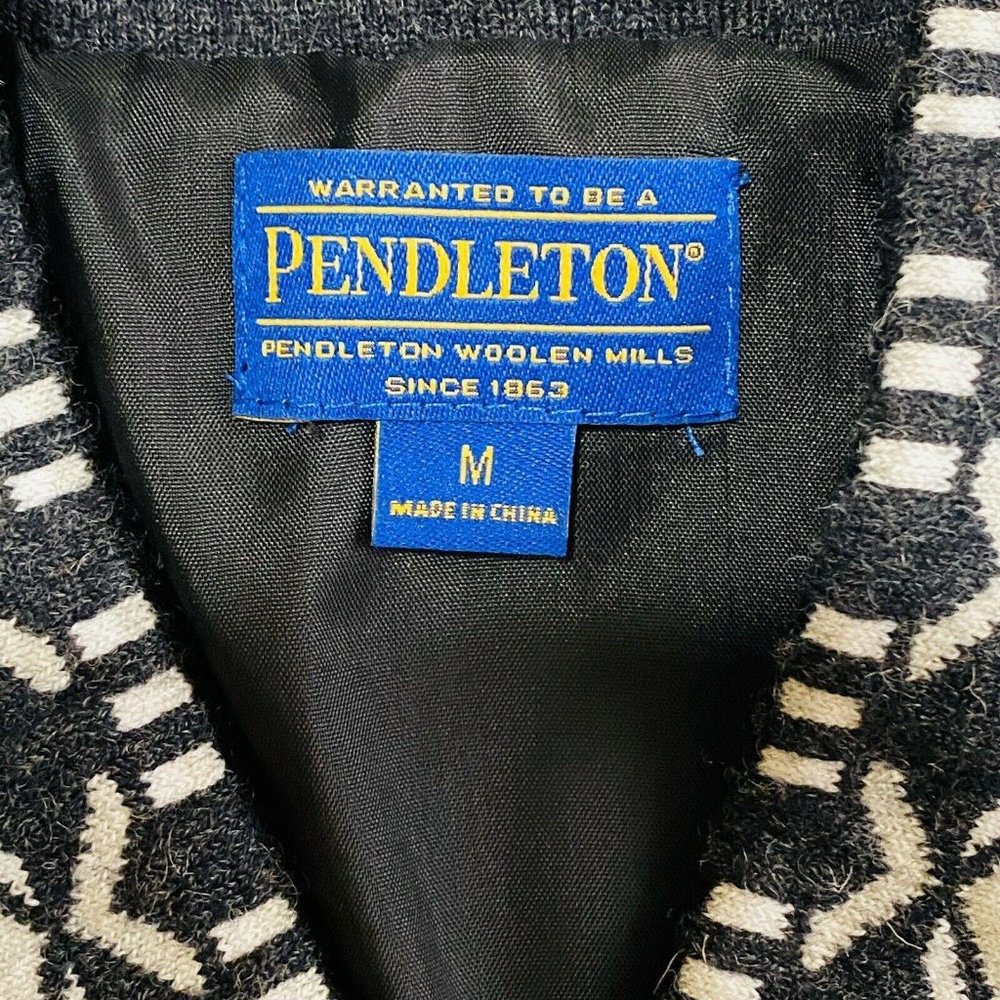 WARRANTED TO BE A
PENDLETON®
PENDLETON WOOLEN MILLS
SINCE 1863
M
MADE IN CHINA